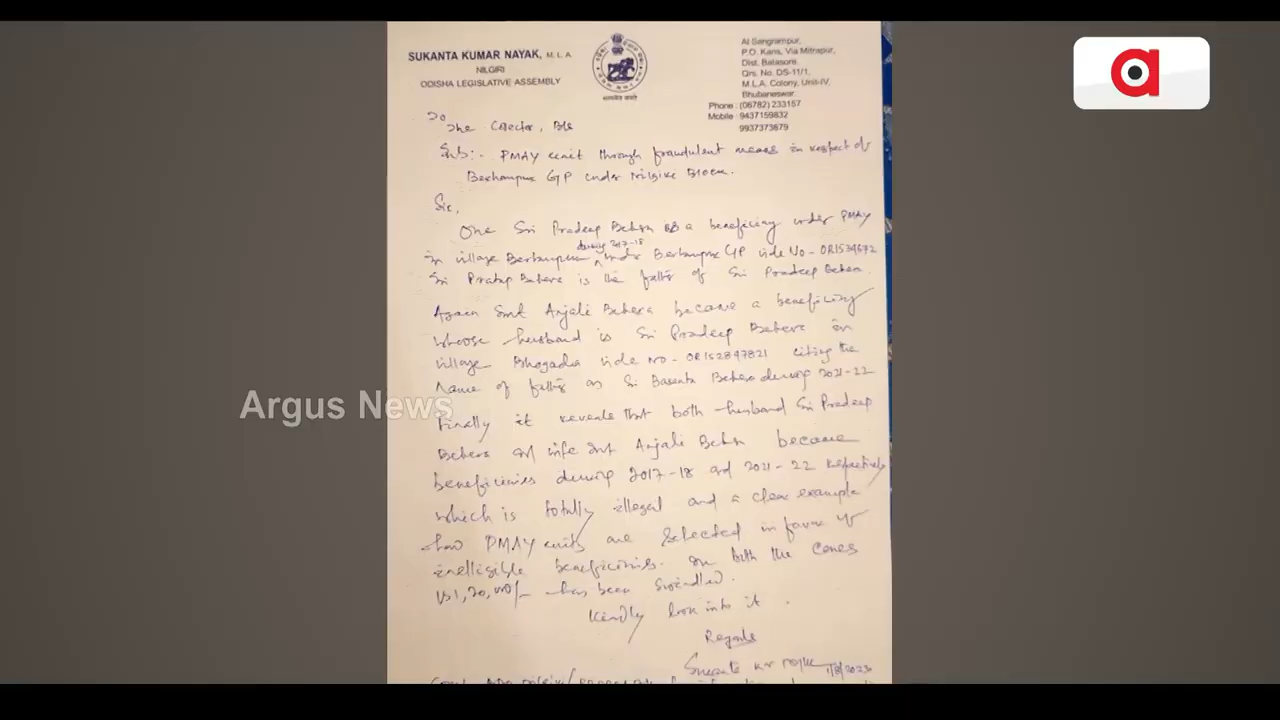 SUKANTA KUMAR NAYAK, M.L.A.
NILGIRI
ODISHA LEGISLATIVE ASSEMBLY
At Sangrampur,
P.O. Kans, Via Mitrapur,
Dist. Balasore.
Qrs. No. DS-11/1,
M.L.A. Colony, Unit-IV,
Bhubaneswar.
Phone : (06782) 233157
Mobile : 9437159832
9937373679
a
To
The Collector, Bls
Sub:- PMAY unit through fraudulent means in respect of
Berhampur GP under Nilgiri Block.
Sir,
One Sri Pradeep Behera is a beneficiary under PMAY
during 2017-18
in village Berhampur under Berhampur GP vide No - OR1534672
Sri Pratap Behera is the father of Sri Pradeep Behera.
Again Smt Anjali Behera became a beneficiary
whose husband is Sri Pradeep Behera in
village Bhogadia vide No - OR152847821 citing the
Name of father as Sri Basanta Behera during 2021-22
Argus News
Finally it reveals that both husband Sri Pradeep
Behera and wife Smt Anjali Behera became
beneficiaries during 2017-18 and 2021-22 respectively
which is totally illegal and a clear example
how PMAY units are selected in favour of
inelligible beneficiaries. In both the cases
1,20,000/- has been swindled.
Kindly look into it.
Regards
Sukanta Kr Nayak 1/8/2023